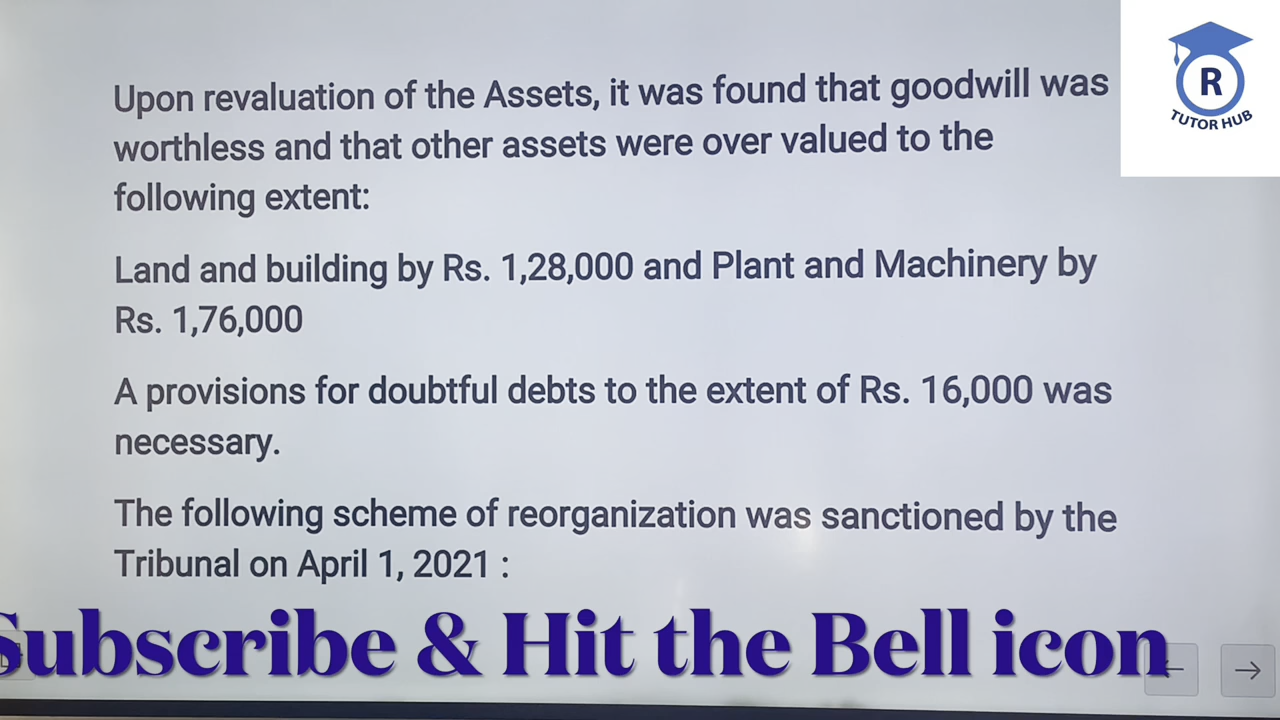 Upon revaluation of the Assets, it was found that goodwill was
worthless and that other assets were over valued to the
following extent:
Land and building by Rs. 1,28,000 and Plant and Machinery by
Rs. 1,76,000
A provisions for doubtful debts to the extent of Rs. 16,000 was
necessary.
The following scheme of reorganization was sanctioned by the
Tribunal on April 1, 2021 :
Subscribe & Hit the Bell icon
R
TUTOR HUB